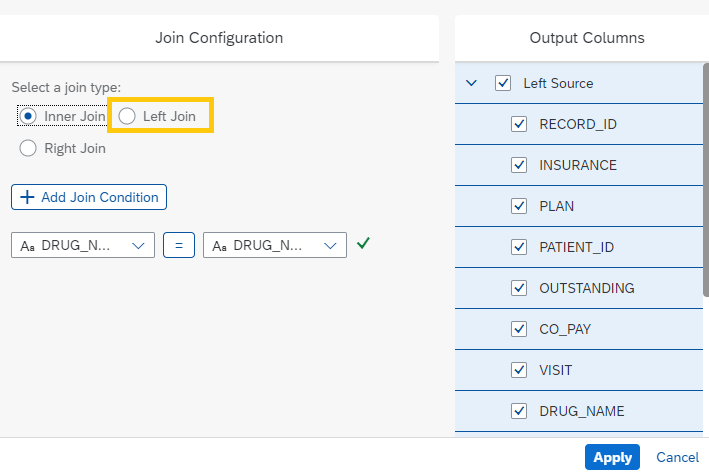 Join Configuration
Select a join type:
Inner Join
Left Join
Right Join
Add Join Condition
Aa DRUG_N...
=
Aa DRUG_N...
Output Columns
Left Source
RECORD_ID
INSURANCE
PLAN
PATIENT_ID
OUTSTANDING
CO_PAY
VISIT
DRUG_NAME
Apply
Cancel